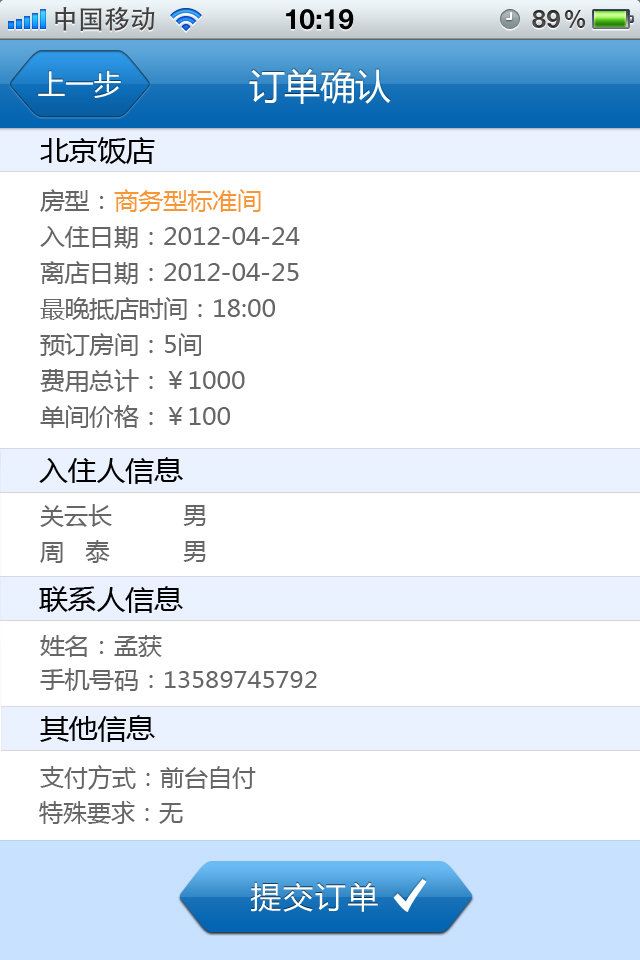 中国移动 10:19 89%
上一步 订单确认
北京饭店
房型：商务型标准间
入住日期：2012-04-24
离店日期：2012-04-25
最晚抵店时间：18:00
预订房间：5间
费用总计：￥1000
单间价格：￥100
入住人信息
关云长 男
周 泰 男
联系人信息
姓名：孟获
手机号码：13589745792
其他信息
支付方式：前台自付
特殊要求：无
提交订单